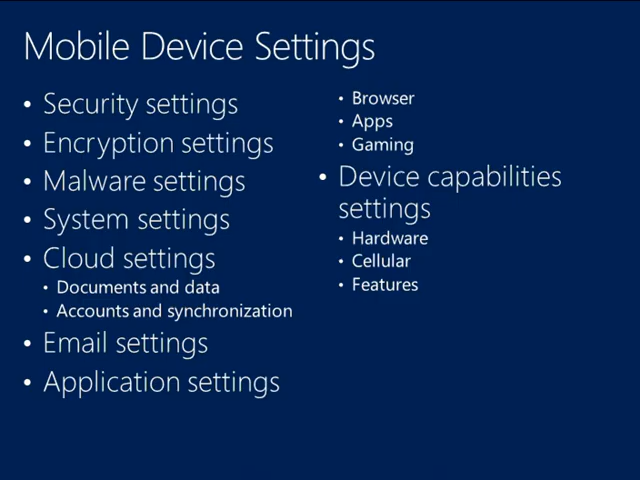 Mobile Device Settings
• Security settings
• Encryption settings
• Malware settings
• System settings
• Cloud settings
• Documents and data
• Accounts and synchronization
• Email settings
• Application settings
• Browser
• Apps
• Gaming
• Device capabilities
settings
• Hardware
• Cellular
• Features